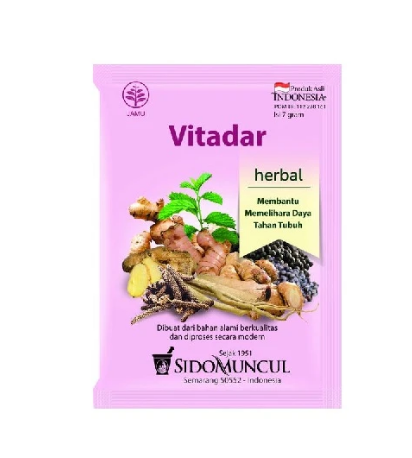 JAMU
Produk Asli
INDONESIA
Isi 7 gram
Vitadar
herbal
Membantu
Memelihara Daya
Tahan Tubuh
Dibuat dari bahan alami berkualitas
dan diproses secara modern
Sejak 1951
SIDOMUNCUL
Semarang 50552 - Indonesia